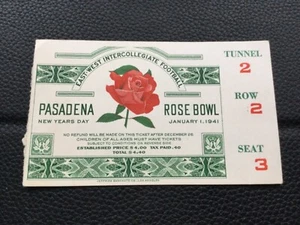 EAST-WEST INTERCOLLEGIATE FOOTBALL
PASADENA ROSE BOWL
NEW YEARS DAY JANUARY 1, 1941
NO REFUND WILL BE MADE ON THIS TICKET AFTER DECEMBER 28
CHILDREN OF ALL AGES MUST HAVE TICKETS
SUBJECT TO CONDITIONS ON REVERSE SIDE
ESTABLISHED PRICE $4.00 TAX PAID .40
TOTAL $4.40
TUNNEL
2
ROW
2
SEAT
3